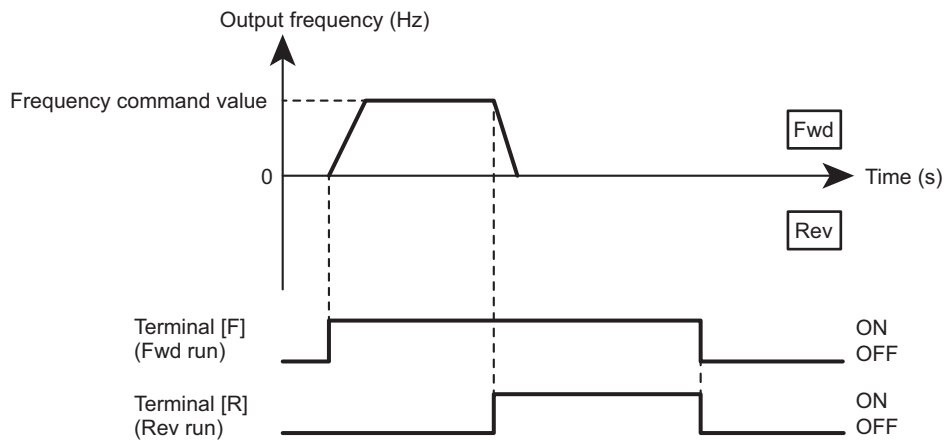 Output frequency (Hz)
Frequency command value
Fwd
0
Time (s)
Rev
Terminal [F]
(Fwd run)
ON
OFF
Terminal [R]
(Rev run)
ON
OFF